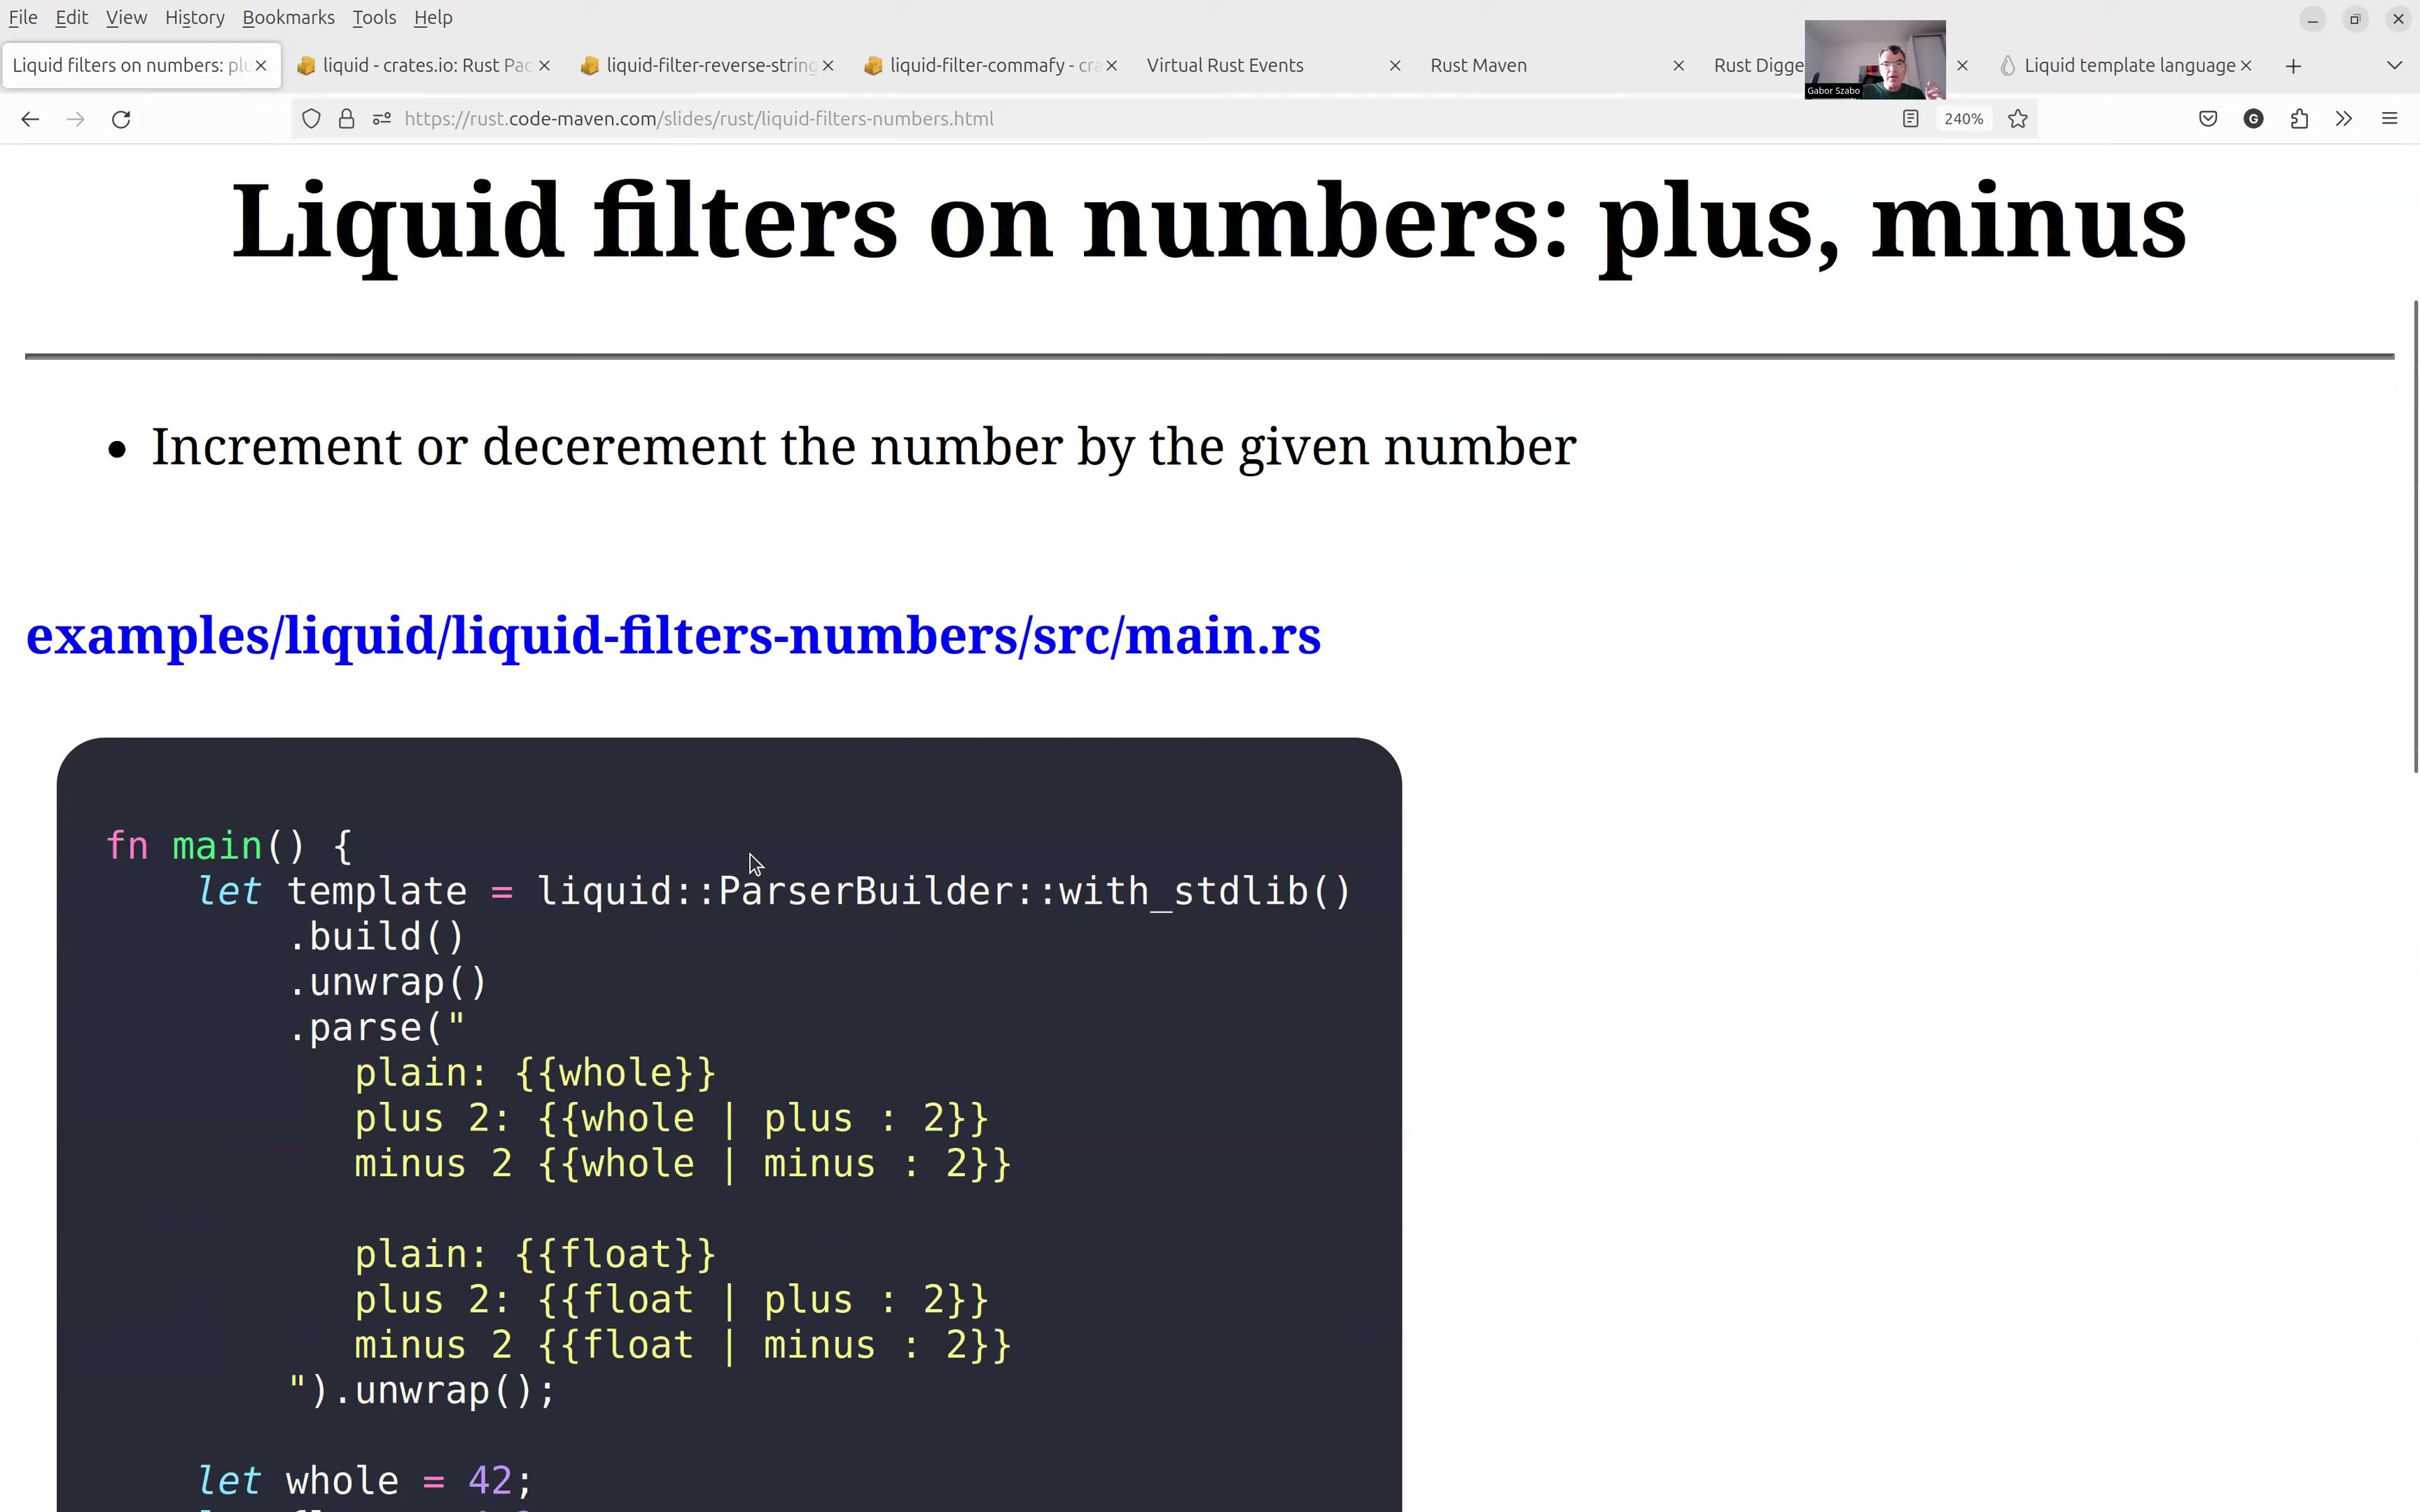 File Edit View History Bookmarks Tools Help
Liquid filters on numbers: plu
liquid - crates.io: Rust Pac
liquid-filter-reverse-string
liquid-filter-commafy - cra
Virtual Rust Events
Rust Maven
Rust Digge
Liquid template language
Gabor Szabo
https://rust.code-maven.com/slides/rust/liquid-filters-numbers.html
240%
G
Liquid filters on numbers: plus, minus
• Increment or decerement the number by the given number
examples/liquid/liquid-filters-numbers/src/main.rs
fn main() {
    let template = liquid::ParserBuilder::with_stdlib()
        .build()
        .unwrap()
        .parse("
           plain: {{whole}}
           plus 2: {{whole | plus : 2}}
           minus 2 {{whole | minus : 2}}
           plain: {{float}}
           plus 2: {{float | plus : 2}}
           minus 2 {{float | minus : 2}}
        ").unwrap();
    let whole = 42;